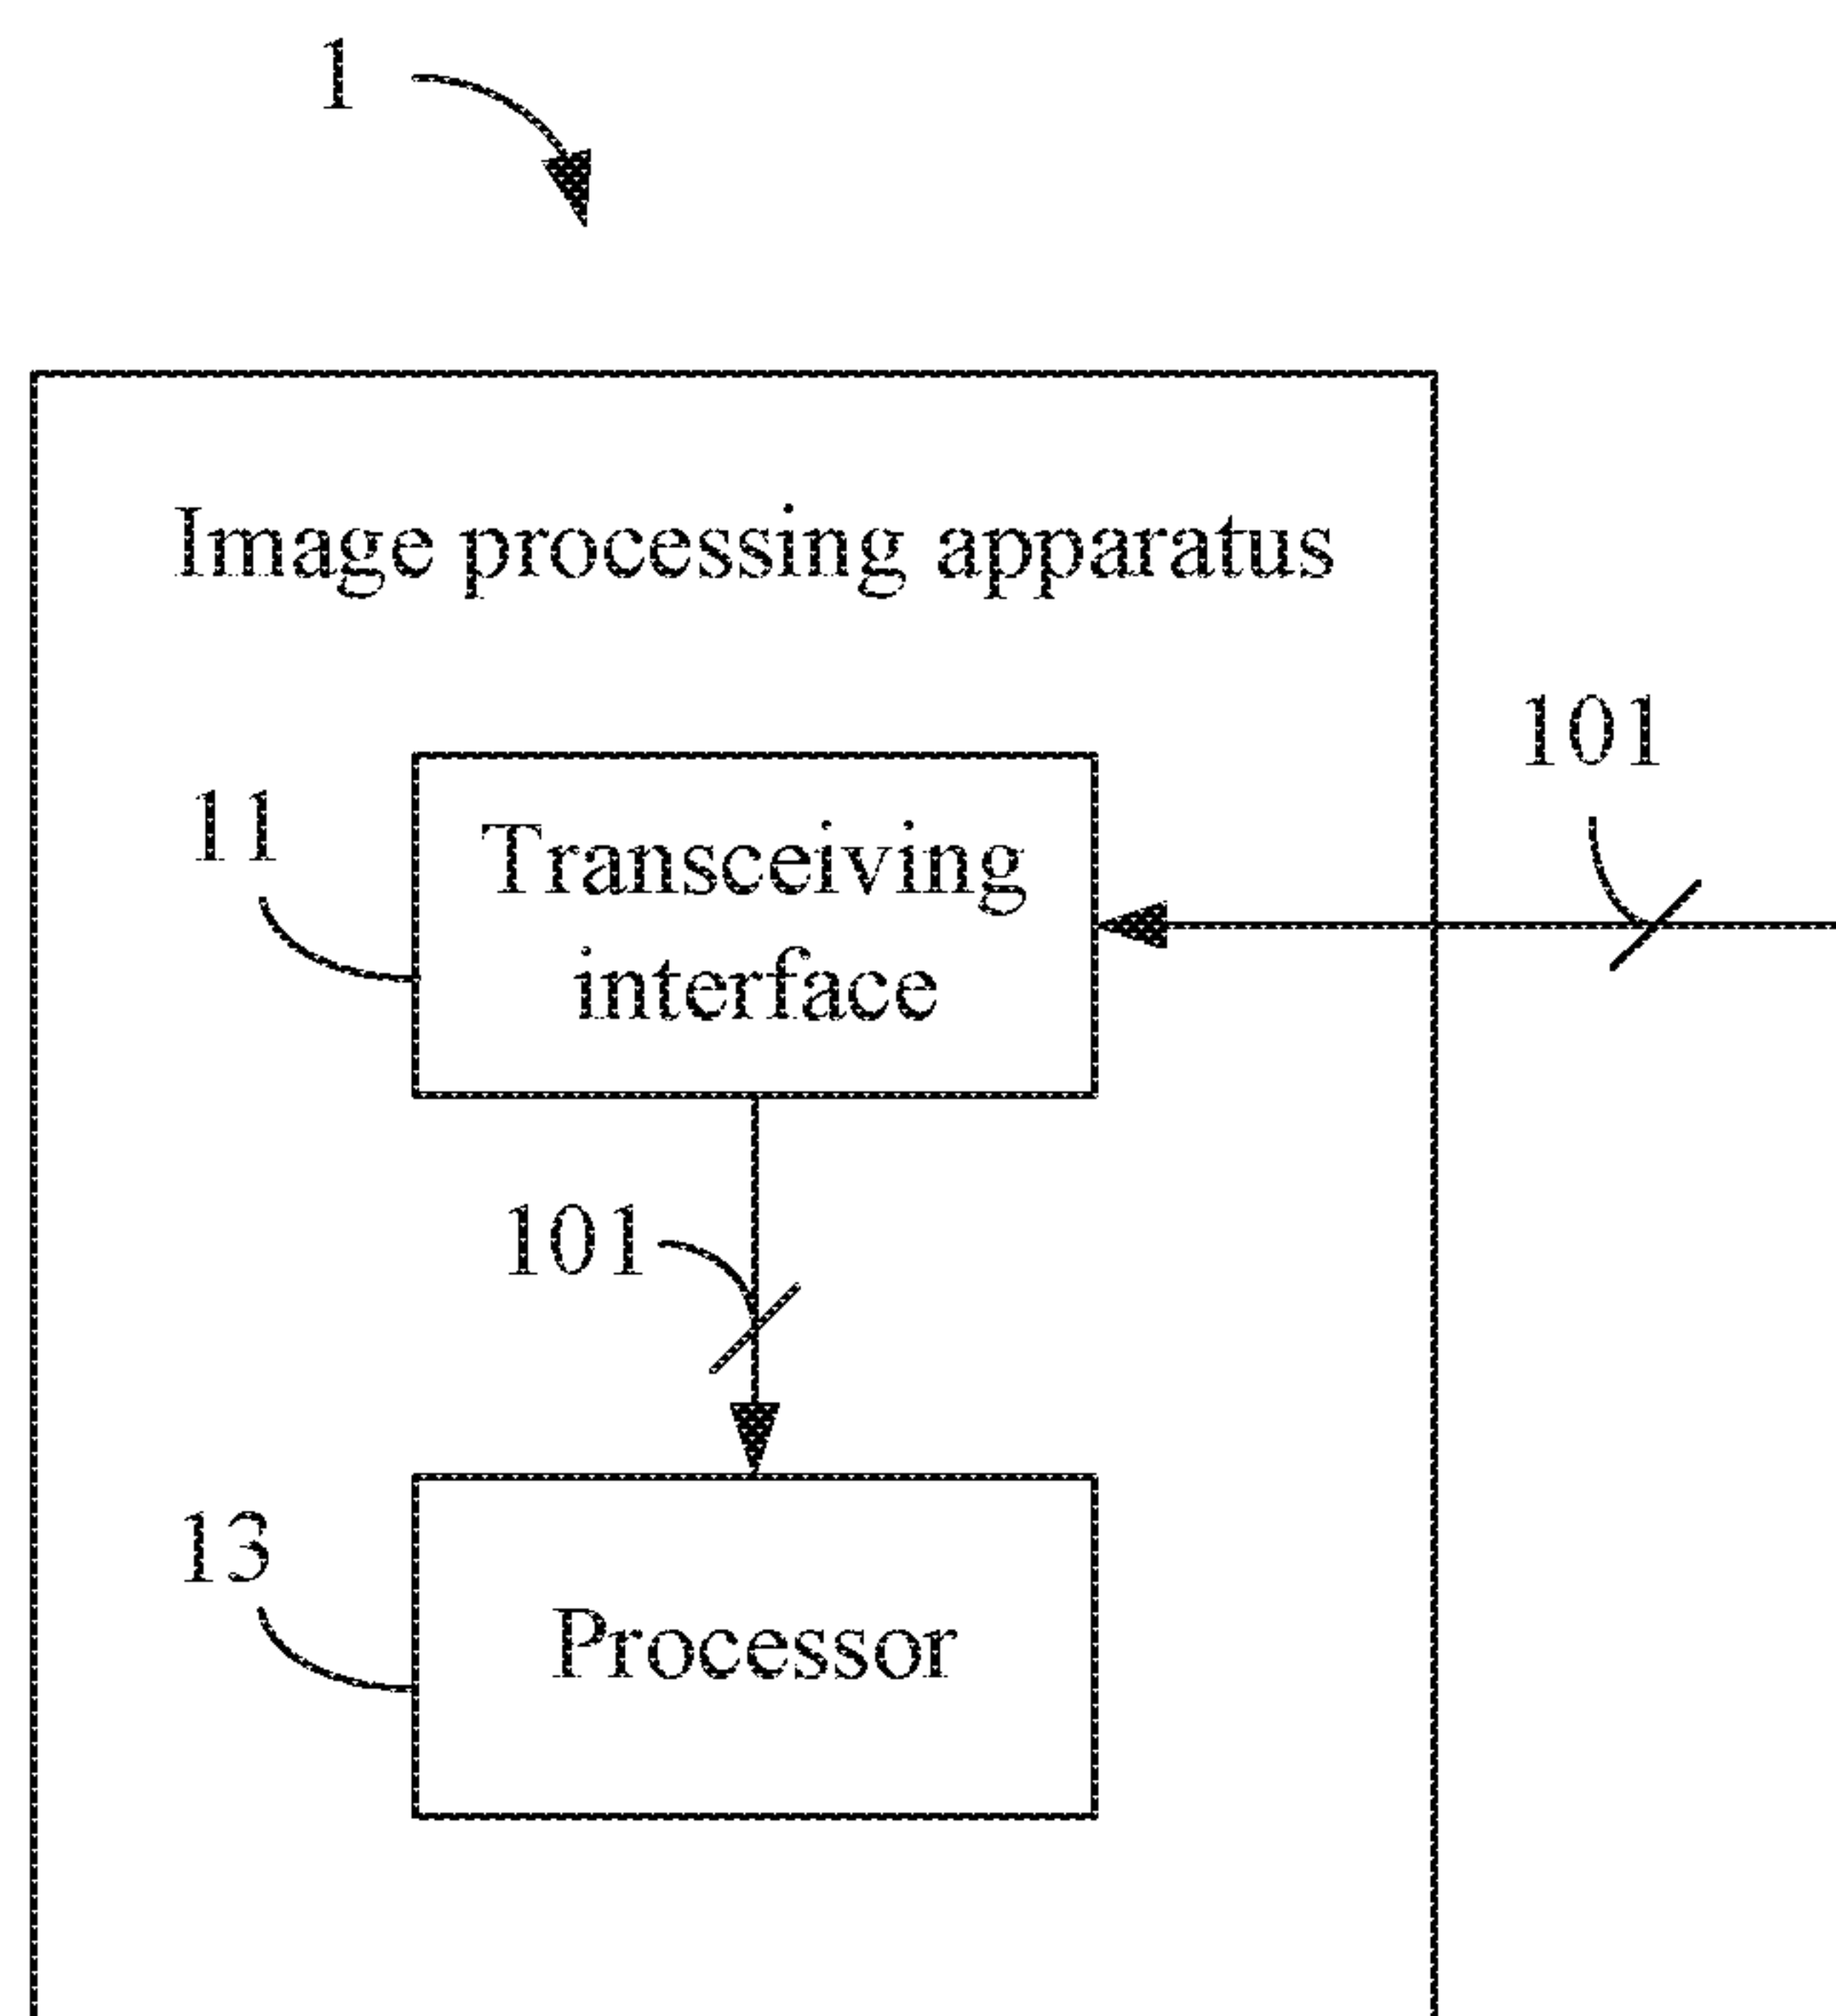 1
Image processing apparatus
101
11
Transceiving
interface
101
13
Processor